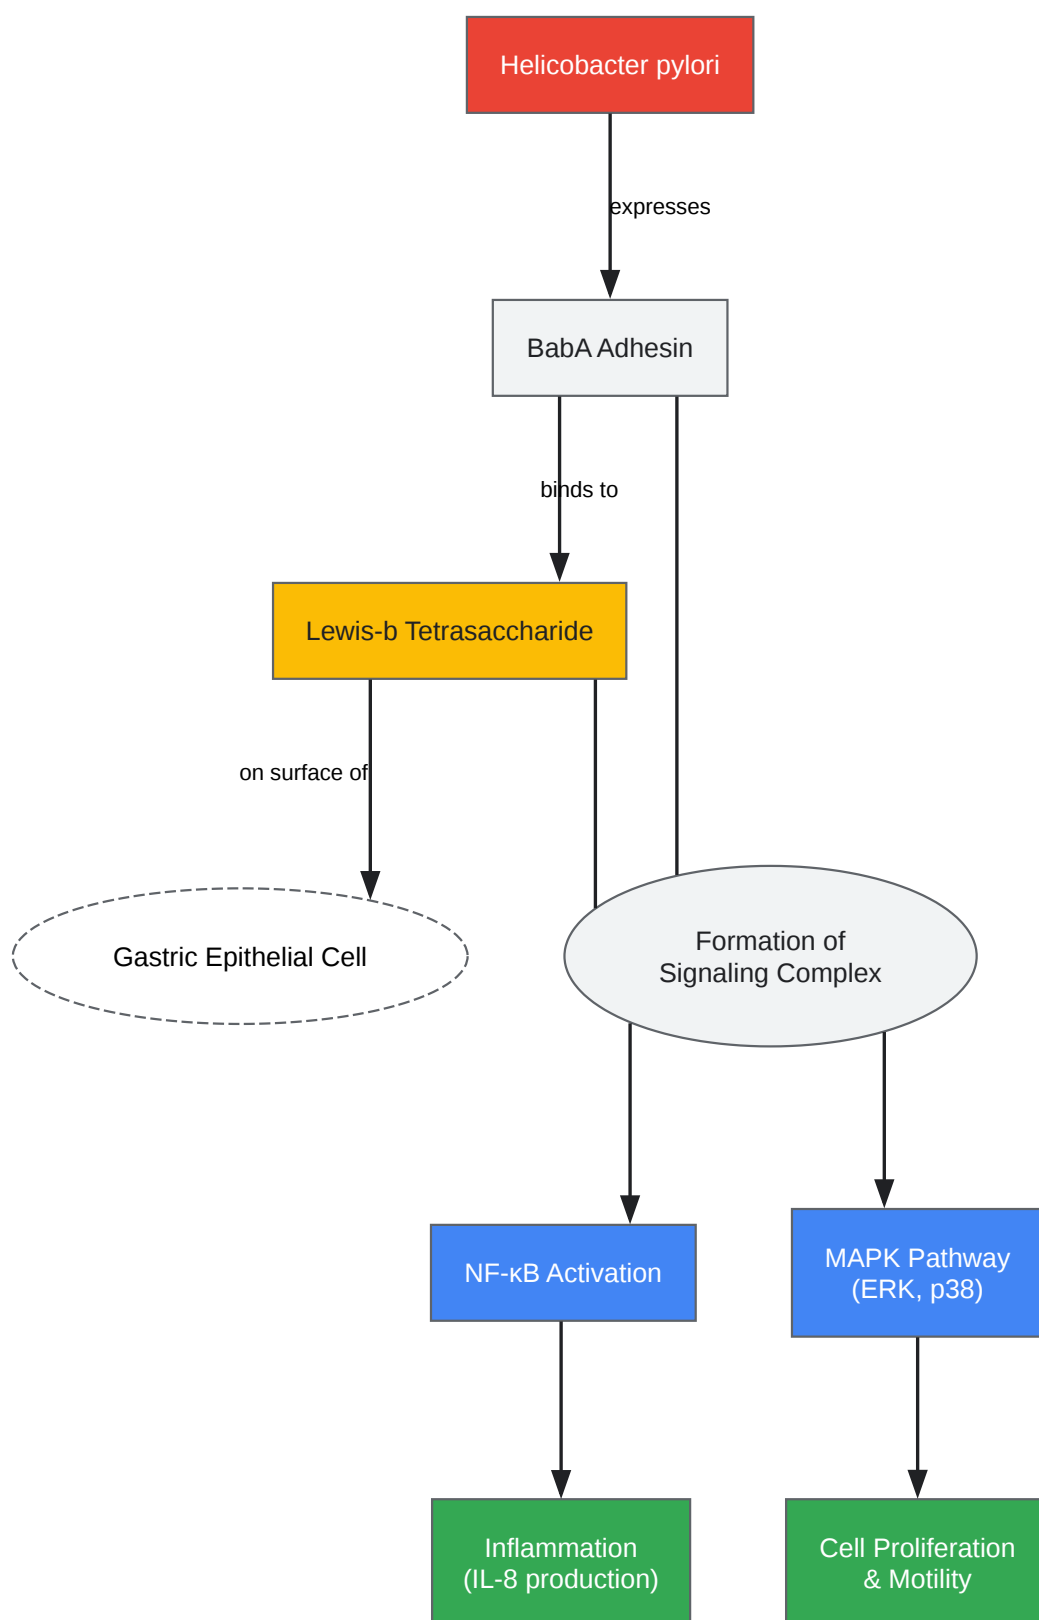 Helicobacter pylori
expresses
BabA Adhesin
binds to
Lewis-b Tetrasaccharide
on surface of
Gastric Epithelial Cell
Formation of
Signaling Complex
NF-κB Activation
MAPK Pathway
(ERK, p38)
Inflammation
(IL-8 production)
Cell Proliferation
& Motility